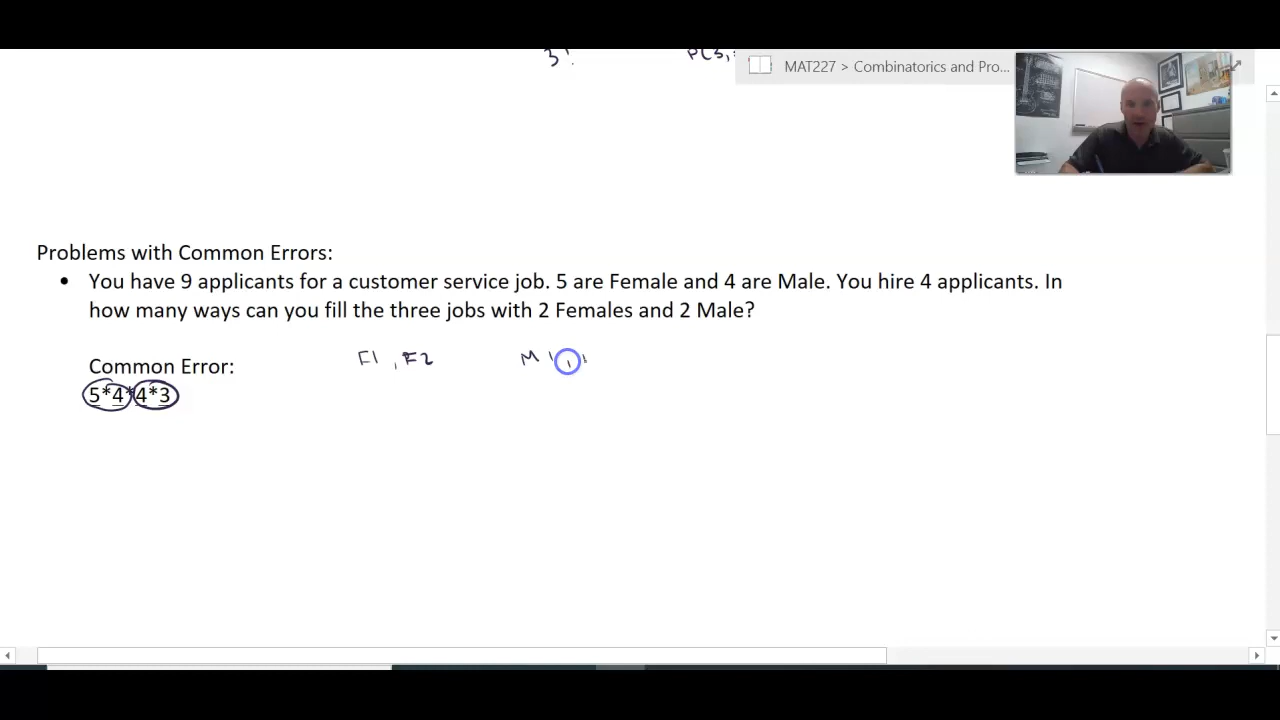 3!
MAT227 > Combinatorics and Pro...
Problems with Common Errors:
• You have 9 applicants for a customer service job. 5 are Female and 4 are Male. You hire 4 applicants. In
how many ways can you fill the three jobs with 2 Females and 2 Male?
Common Error:
F1, F2
M1,
5*4*4*3